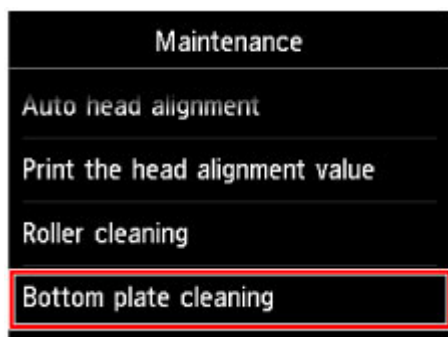 Maintenance
Auto head alignment
Print the head alignment value
Roller cleaning
Bottom plate cleaning